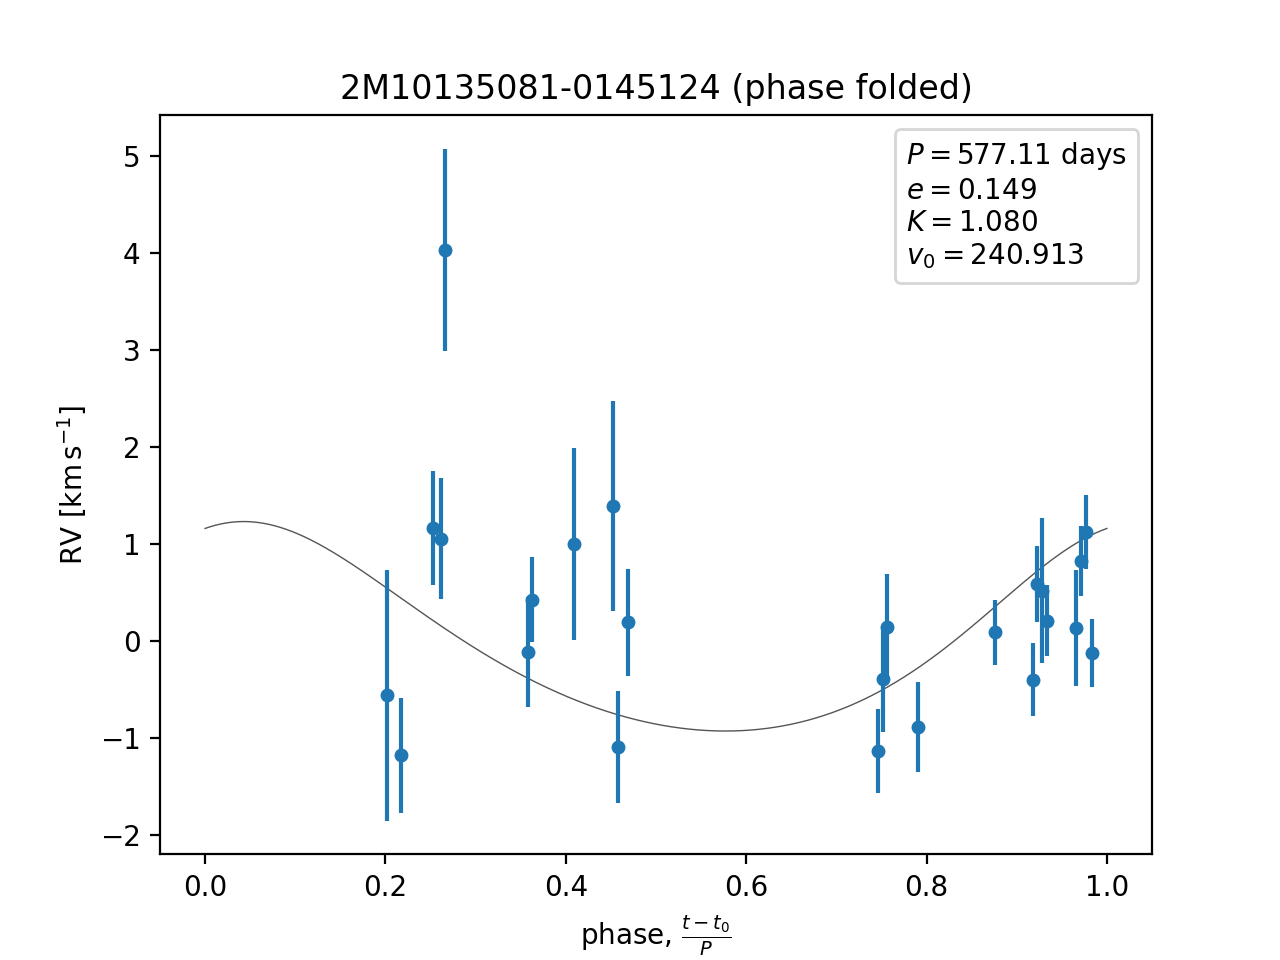 2M10135081-0145124 (phase folded)
P = 577.11 days
e = 0.149
K = 1.080
v₀ = 240.913
5
4
3
2
1
0
−1
−2
RV [km s⁻¹]
0.0 0.2 0.4 0.6 0.8 1.0
phase, (t − t₀)/P